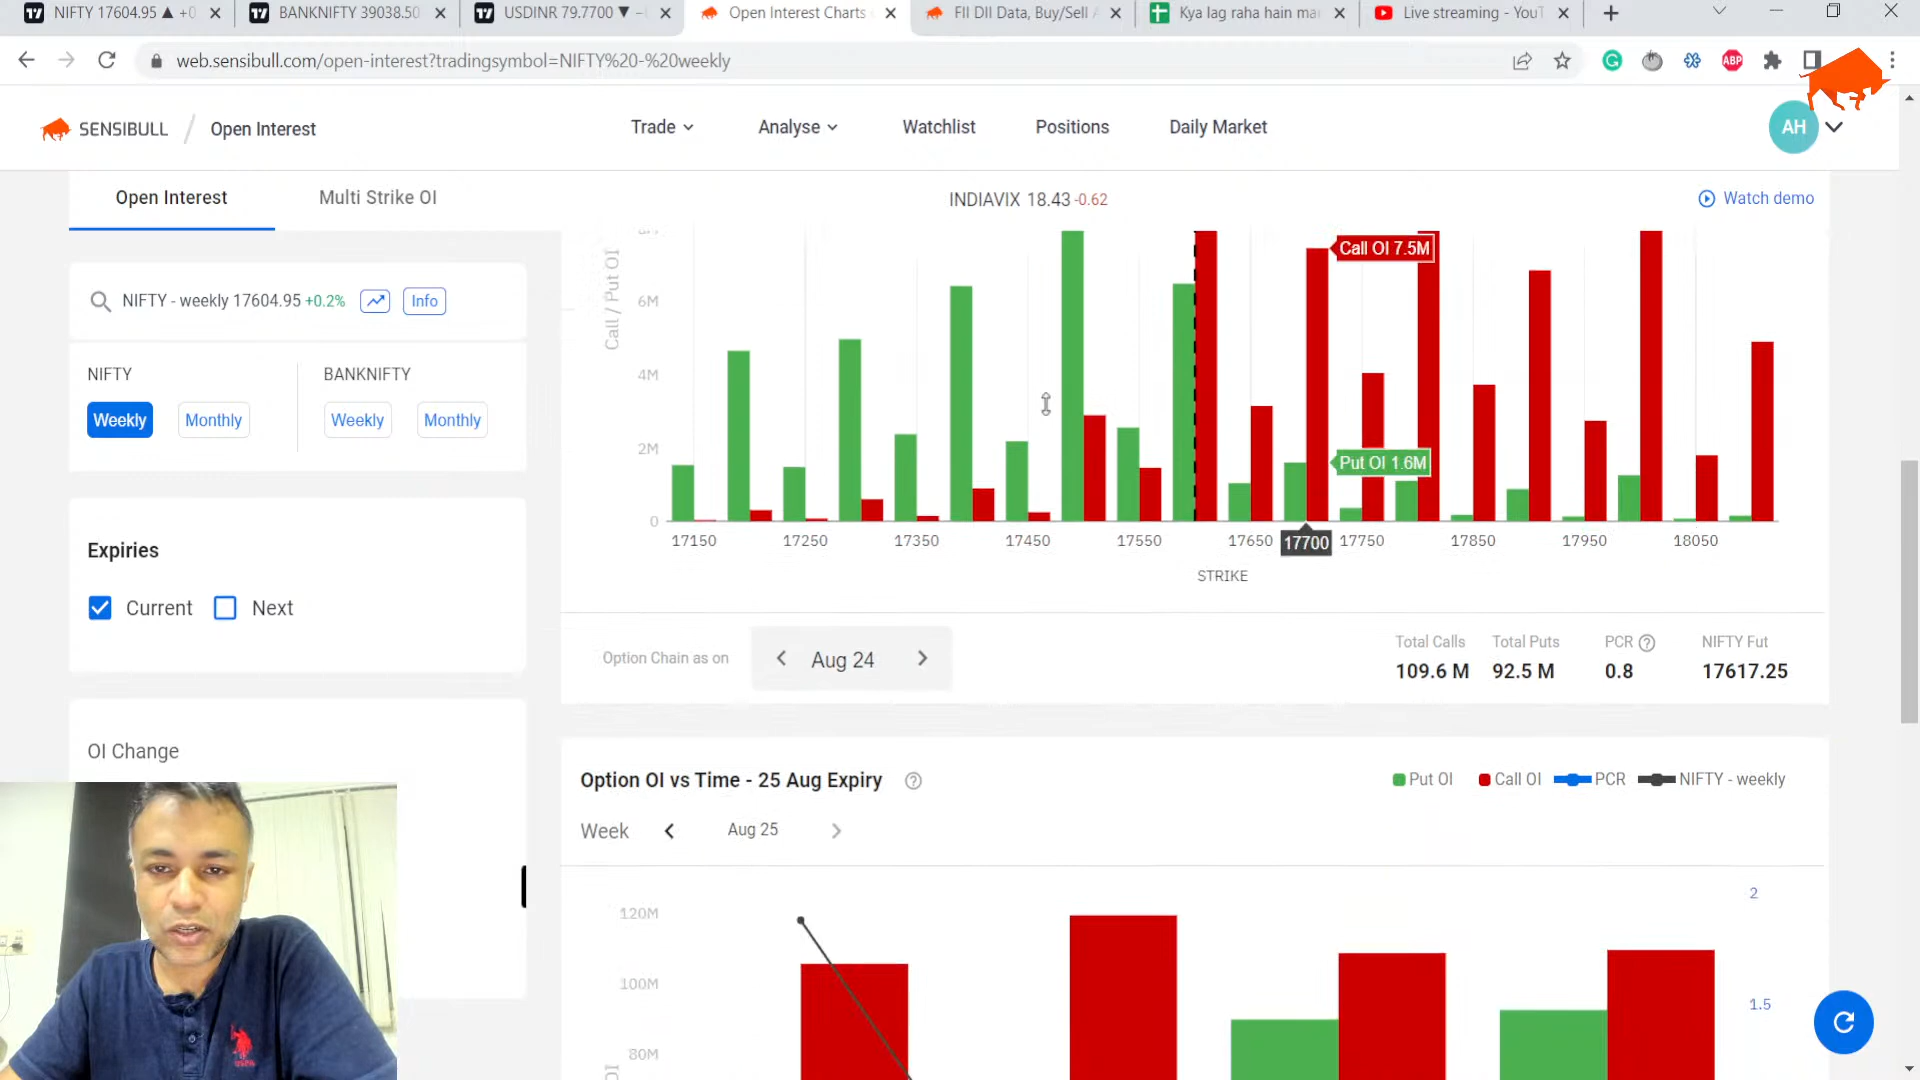 NIFTY 17604.95 ▲ +0
BANKNIFTY 39038.50
USDINR 79.7700 ▼
Open Interest Charts
FII DII Data, Buy/Sell
Kya lag raha hain ma
Live streaming - YouT
web.sensibull.com/open-interest?tradingsymbol=NIFTY%20-%20weekly
G
ABP
SENSIBULL / Open Interest
Trade
Analyse
Watchlist
Positions
Daily Market
AH
Open Interest
Multi Strike OI
INDIAVIX 18.43 -0.62
Watch demo
NIFTY - weekly 17604.95 +0.2%
Info
NIFTY
BANKNIFTY
Weekly
Monthly
Weekly
Monthly
Expiries
Current
Next
OI Change
Call / Put OI
6M
4M
2M
0
Call OI 7.5M
Put OI 1.6M
17150
17250
17350
17450
17550
17650
17700
17750
17850
17950
18050
STRIKE
Option Chain as on
Aug 24
Total Calls
109.6 M
Total Puts
92.5 M
PCR
0.8
NIFTY Fut
17617.25
Option OI vs Time - 25 Aug Expiry
Put OI
Call OI
PCR
NIFTY - weekly
Week
Aug 25
120M
100M
80M
OI
2
1.5